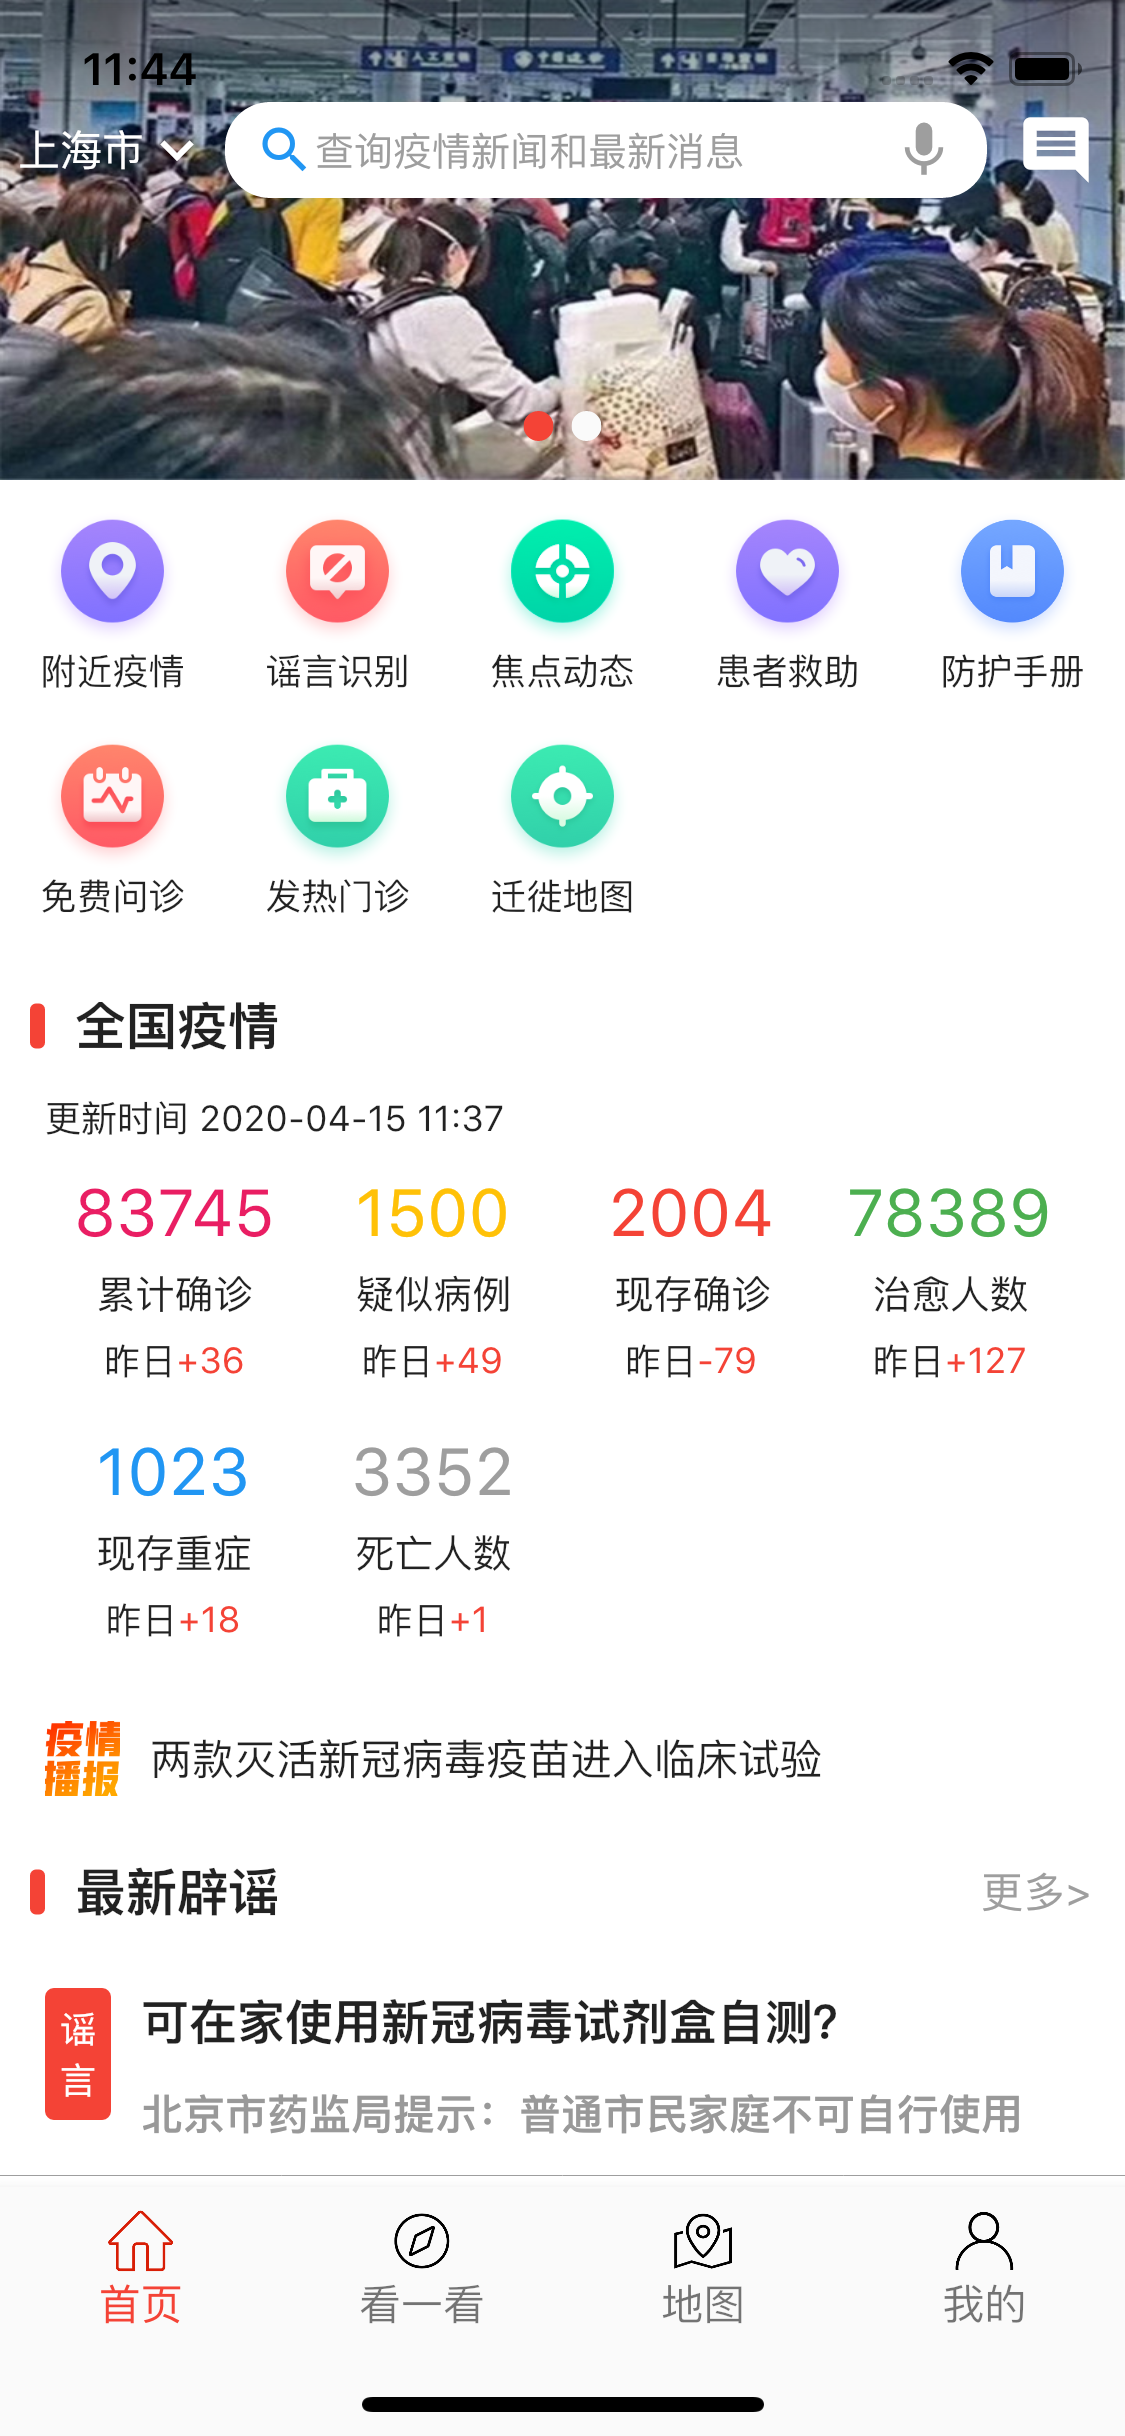 11:44
上海市
查询疫情新闻和最新消息
附近疫情 谣言识别 焦点动态 患者救助 防护手册
免费问诊 发热门诊 迁徙地图
全国疫情
更新时间 2020-04-15 11:37
83745 1500 2004 78389
累计确诊 疑似病例 现存确诊 治愈人数
昨日+36 昨日+49 昨日-79 昨日+127
1023 3352
现存重症 死亡人数
昨日+18 昨日+1
疫情
播报
两款灭活新冠病毒疫苗进入临床试验
最新辟谣
更多>
谣
言
可在家使用新冠病毒试剂盒自测?
北京市药监局提示：普通市民家庭不可自行使用
首页 看一看 地图 我的